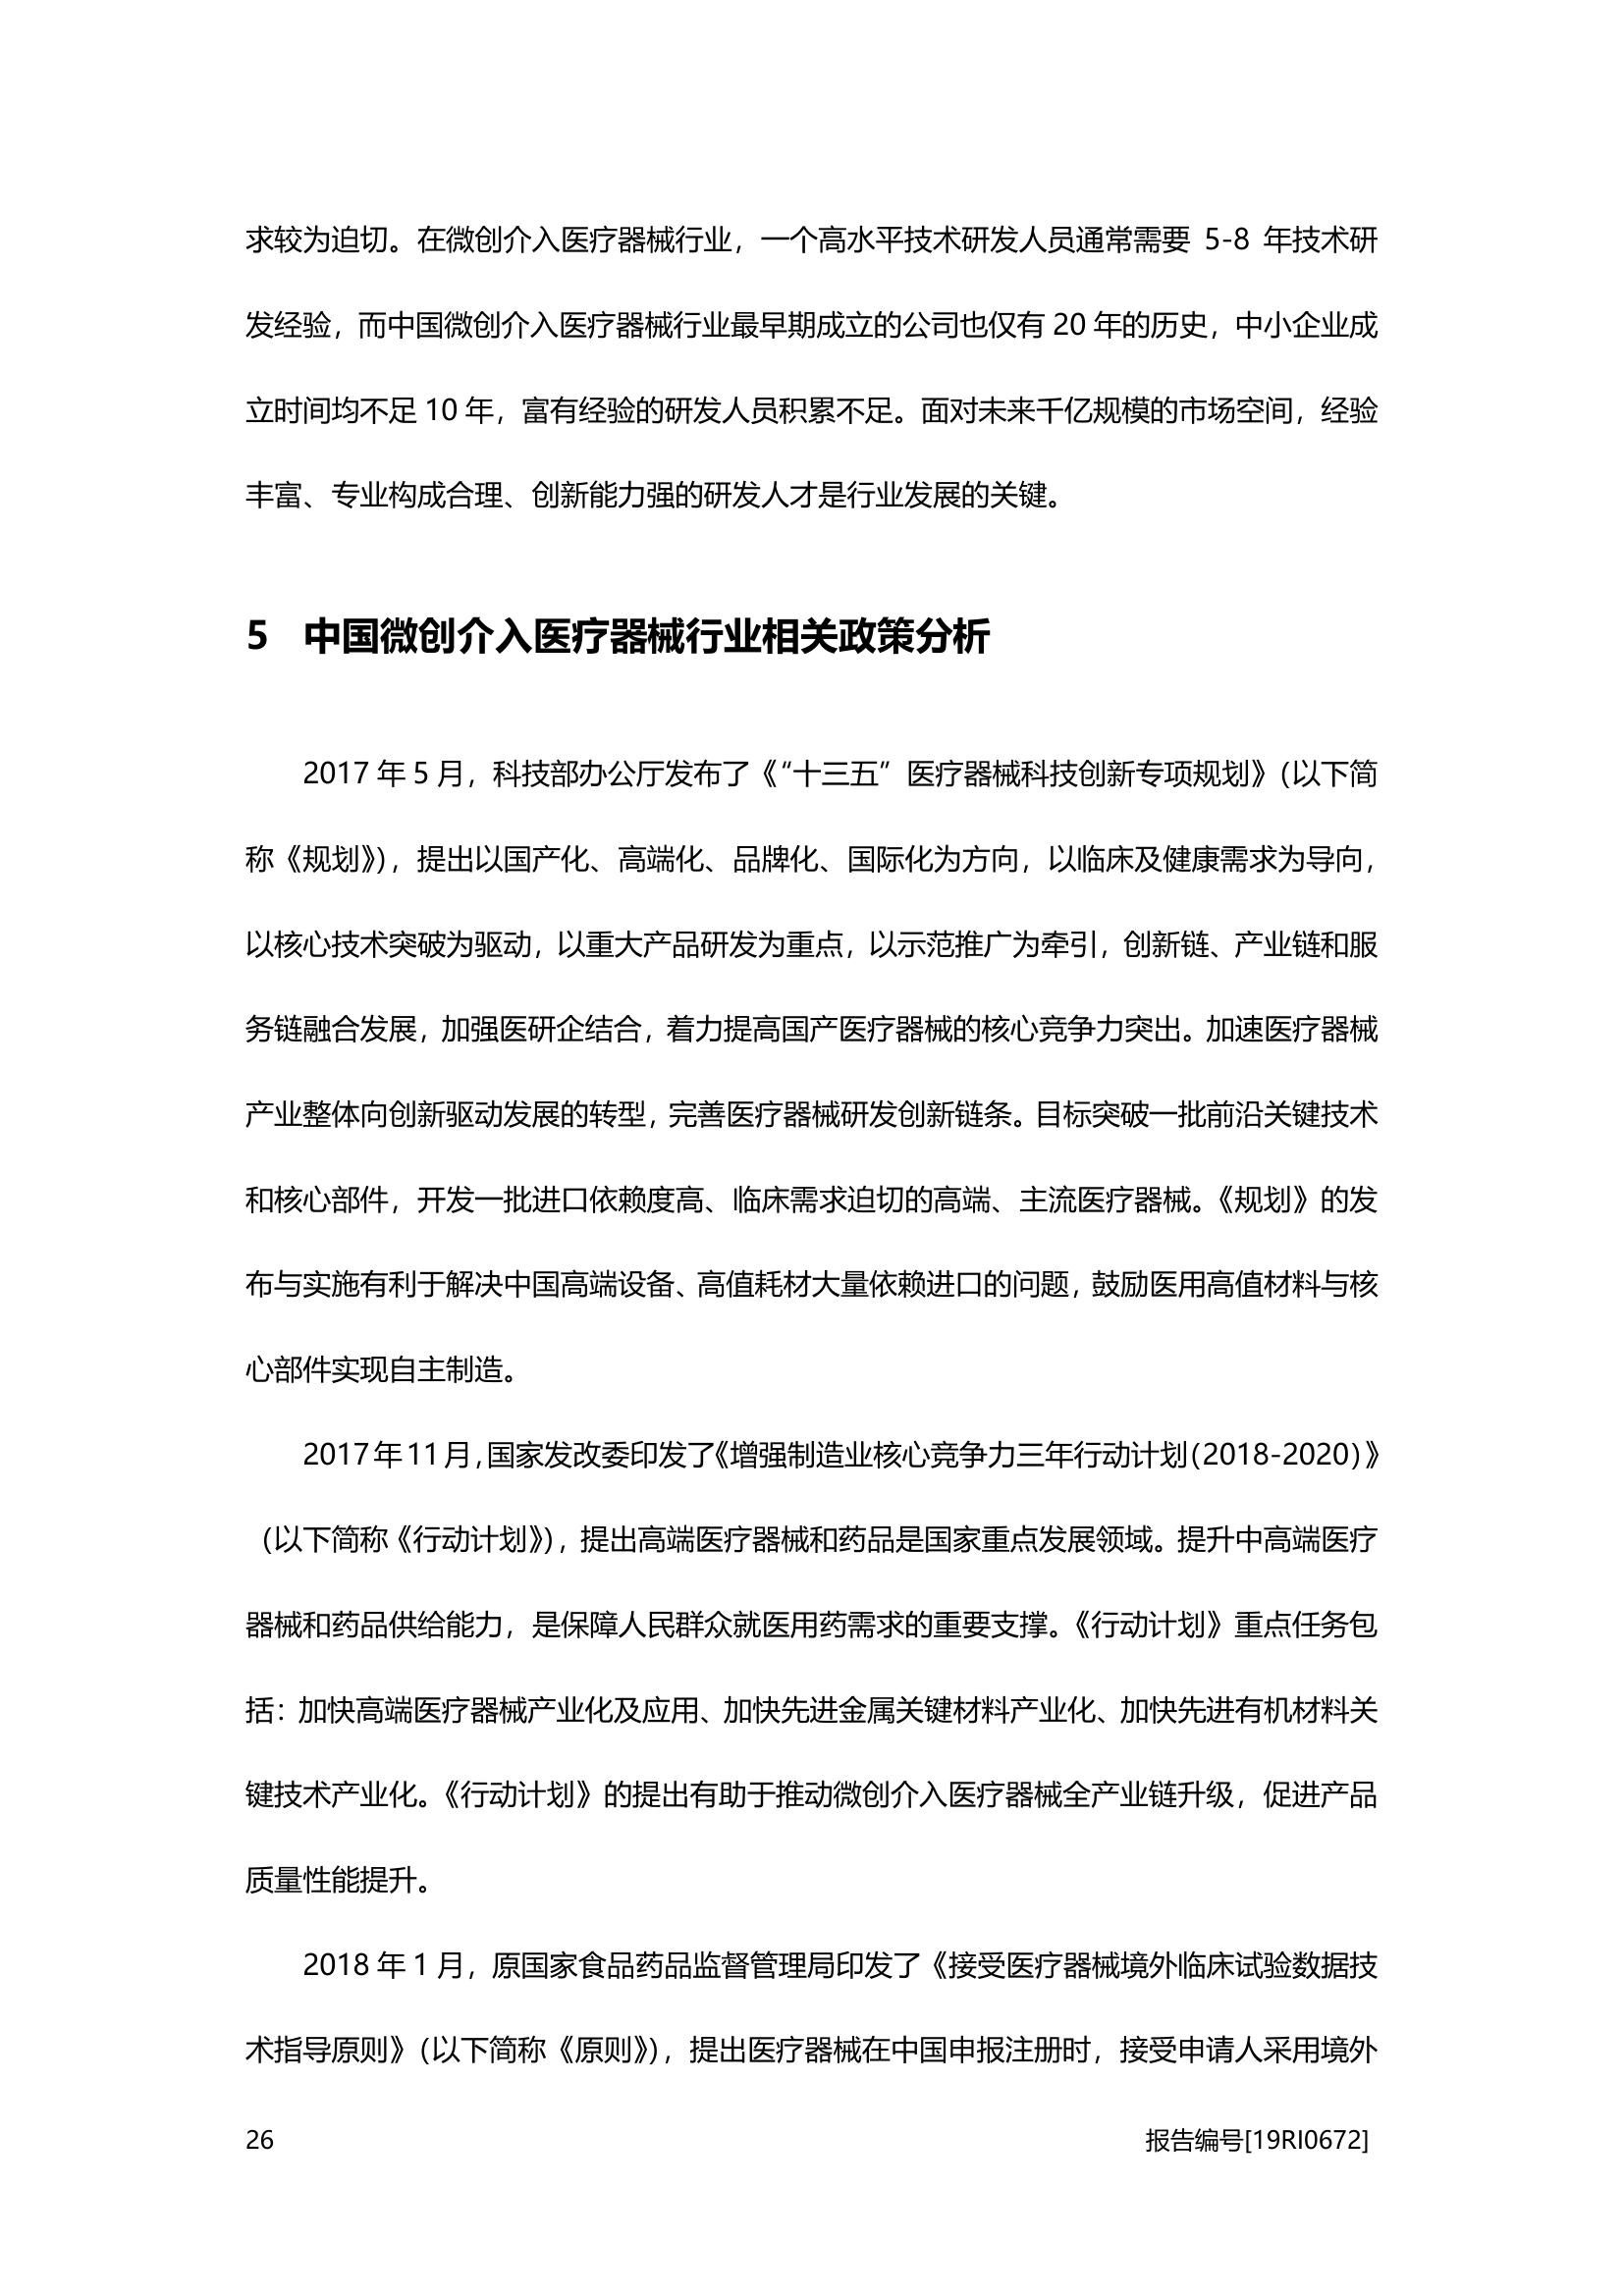 求较为迫切。在微创介入医疗器械行业，一个高水平技术研发人员通常需要 5-8 年技术研
发经验，而中国微创介入医疗器械行业最早期成立的公司也仅有 20 年的历史，中小企业成
立时间均不足 10 年，富有经验的研发人员积累不足。面对未来千亿规模的市场空间，经验
丰富、专业构成合理、创新能力强的研发人才是行业发展的关键。
5 中国微创介入医疗器械行业相关政策分析
2017 年 5 月，科技部办公厅发布了《“十三五”医疗器械科技创新专项规划》（以下简
称《规划》），提出以国产化、高端化、品牌化、国际化为方向，以临床及健康需求为导向，
以核心技术突破为驱动，以重大产品研发为重点，以示范推广为牵引，创新链、产业链和服
务链融合发展，加强医研企结合，着力提高国产医疗器械的核心竞争力突出。加速医疗器械
产业整体向创新驱动发展的转型，完善医疗器械研发创新链条。目标突破一批前沿关键技术
和核心部件，开发一批进口依赖度高、临床需求迫切的高端、主流医疗器械。《规划》的发
布与实施有利于解决中国高端设备、高值耗材大量依赖进口的问题，鼓励医用高值材料与核
心部件实现自主制造。
2017 年 11 月，国家发改委印发了《增强制造业核心竞争力三年行动计划（2018-2020）》
（以下简称《行动计划》），提出高端医疗器械和药品是国家重点发展领域。提升中高端医疗
器械和药品供给能力，是保障人民群众就医用药需求的重要支撑。《行动计划》重点任务包
括：加快高端医疗器械产业化及应用、加快先进金属关键材料产业化、加快先进有机材料关
键技术产业化。《行动计划》的提出有助于推动微创介入医疗器械全产业链升级，促进产品
质量性能提升。
2018 年 1 月，原国家食品药品监督管理局印发了《接受医疗器械境外临床试验数据技
术指导原则》（以下简称《原则》），提出医疗器械在中国申报注册时，接受申请人采用境外
26 报告编号[19RI0672]